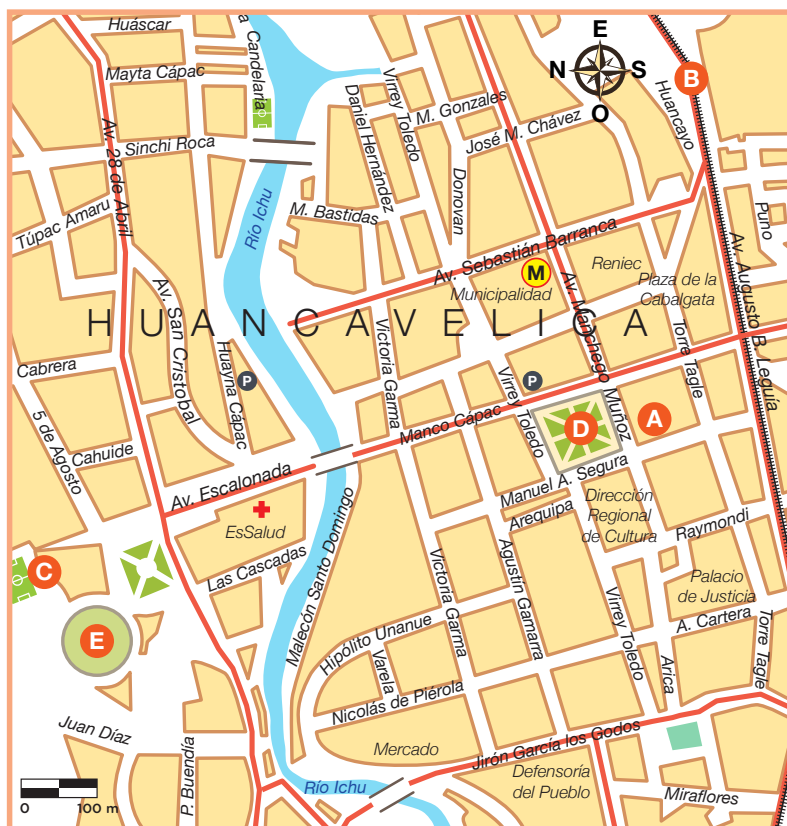 Huáscar
a Candelaria
Mayta Cápac
Sinchi Roca
Av. 28 de Abril
Túpac Amaru
Río Ichu
Virrey Toledo
Daniel Hernández
M. Gonzales
José M. Chávez
Donovan
M. Bastidas
E
N
S
O
B
Huancayo
Puno
Av. Sebastián Barranca
M
Municipalidad
Reniec
Plaza de la
Cabalgata
Av. Augusto B. Leguía
Av. Manchego Muñoz
HUANCAVELICA
Av. San Cristobal
Huayna Cápac
P
Victoria Garma
P
Virrey Toledo
Torre Tagle
Manco Cápac
D
A
Cabrera
5 de Agosto
Cahuide
Av. Escalonada
EsSalud
Las Cascadas
Malecón Santo Domingo
Manuel A. Segura
Arequipa
Dirección
Regional
de Cultura
Raymondi
Palacio
de Justicia
A. Cartera
Torre Tagle
Arica
Virrey Toledo
Agustín Gamarra
Victoria Garma
Hipólito Unanue
Varela
Nicolás de Piérola
Mercado
Jirón García los Godos
Defensoría
del Pueblo
Miraflores
C
E
Juan Díaz
P. Buendía
Río Ichu
0 100 m